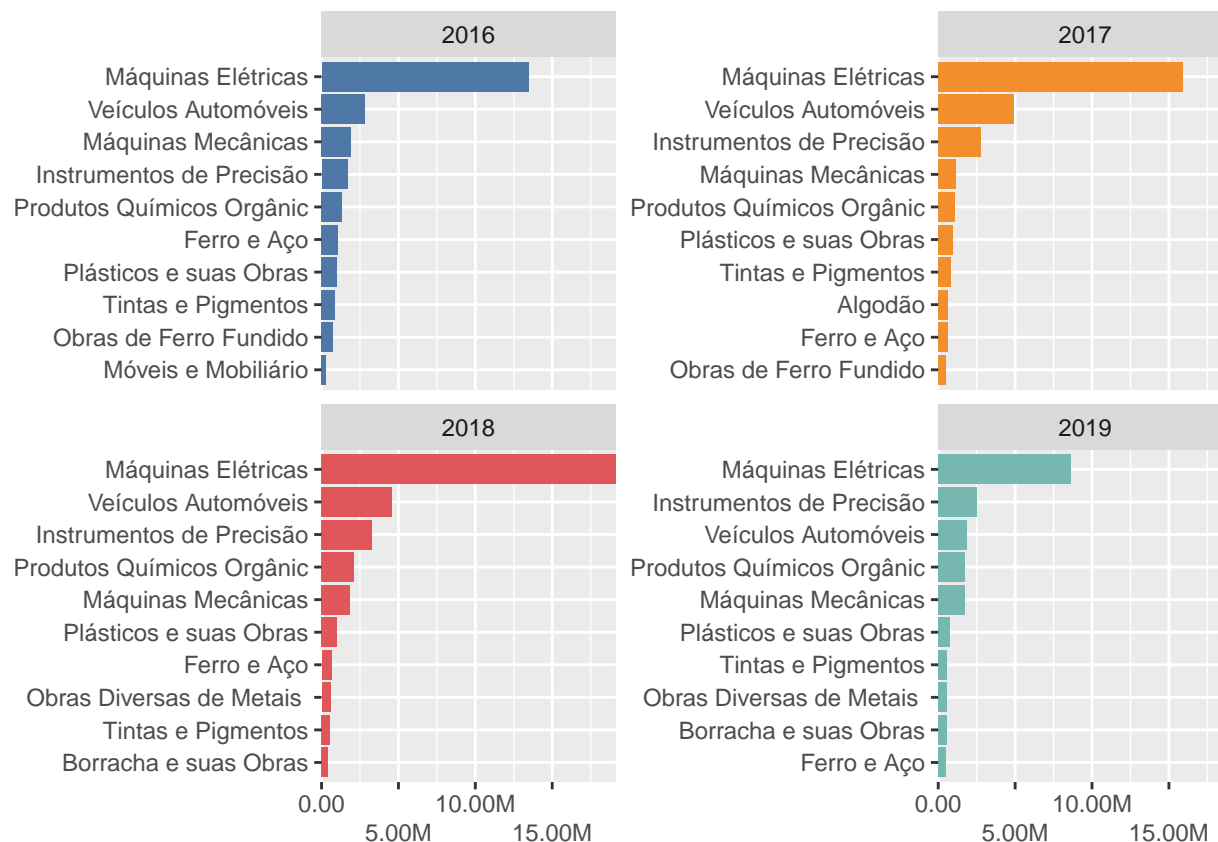 2016
Máquinas Elétricas
Veículos Automóveis
Máquinas Mecânicas
Instrumentos de Precisão
Produtos Químicos Orgânic
Ferro e Aço
Plásticos e suas Obras
Tintas e Pigmentos
Obras de Ferro Fundido
Móveis e Mobiliário
2017
Máquinas Elétricas
Veículos Automóveis
Instrumentos de Precisão
Máquinas Mecânicas
Produtos Químicos Orgânic
Plásticos e suas Obras
Tintas e Pigmentos
Algodão
Ferro e Aço
Obras de Ferro Fundido
2018
Máquinas Elétricas
Veículos Automóveis
Instrumentos de Precisão
Produtos Químicos Orgânic
Máquinas Mecânicas
Plásticos e suas Obras
Ferro e Aço
Obras Diversas de Metais
Tintas e Pigmentos
Borracha e suas Obras
0.00 10.00M
5.00M 15.00M
2019
Máquinas Elétricas
Instrumentos de Precisão
Veículos Automóveis
Produtos Químicos Orgânic
Máquinas Mecânicas
Plásticos e suas Obras
Tintas e Pigmentos
Obras Diversas de Metais
Borracha e suas Obras
Ferro e Aço
0.00 10.00M
5.00M 15.00M